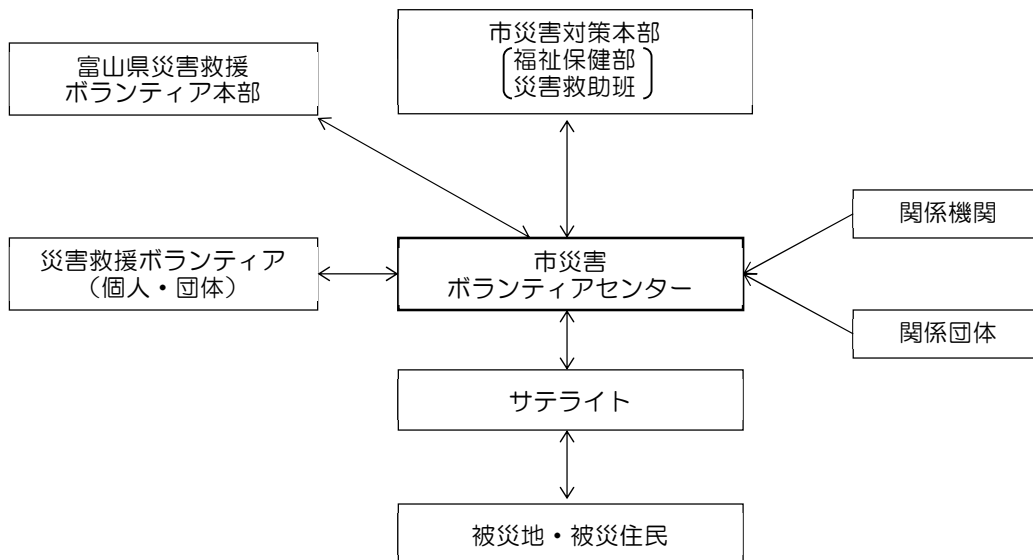 市災害対策本部
福祉保健部
災害救助班
富山県災害救援
ボランティア本部
関係機関
災害救援ボランティア
（個人・団体）
市災害
ボランティアセンター
関係団体
サテライト
被災地・被災住民